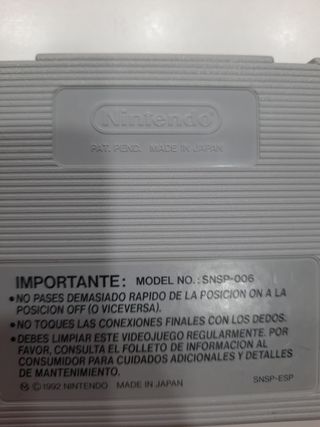 Nintendo®
PAT. PEND. MADE IN JAPAN
IMPORTANTE: MODEL NO.: SNSP-006
•NO PASES DEMASIADO RAPIDO DE LA POSICION ON A LA
POSICION OFF (O VICEVERSA).
•NO TOQUES LAS CONEXIONES FINALES CON LOS DEDOS.
•DEBES LIMPIAR ESTE VIDEOJUEGO REGULARMENTE. POR
FAVOR, CONSULTA EL FOLLETO DE INFORMACION AL
CONSUMIDOR PARA CUIDADOS ADICIONALES Y DETALLES
DE MANTENIMIENTO.
Ⓜ ©1992 NINTENDO MADE IN JAPAN SNSP-ESP